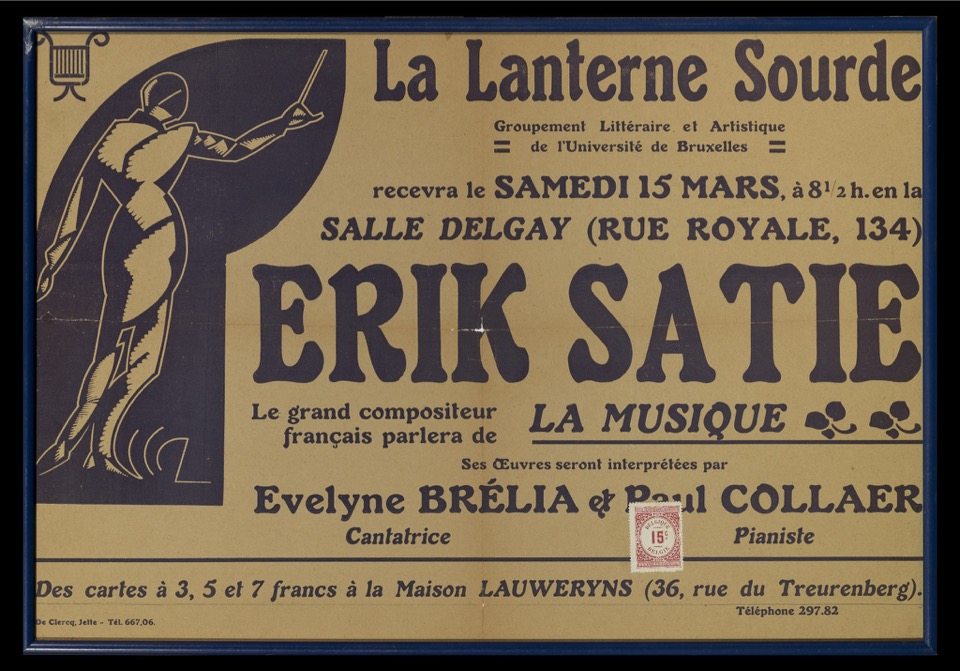 La Lanterne Sourde
Groupement Littéraire et Artistique
de l'Université de Bruxelles
recevra le SAMEDI 15 MARS, à 8 1/2 h. en la
SALLE DELGAY (RUE ROYALE, 134)
ERIK SATIE
Le grand compositeur
français parlera de
LA MUSIQUE
Ses Œuvres seront interprétées par
Evelyne BRÉLIA & Paul COLLAER
Cantatrice
Pianiste
BELGIQUE
15 c
BELGIË
Des cartes à 3, 5 et 7 francs à la Maison LAUWERYNS (36, rue du Treurenberg).
Téléphone 297.82
De Clercq, Jette - Tél. 667,06.